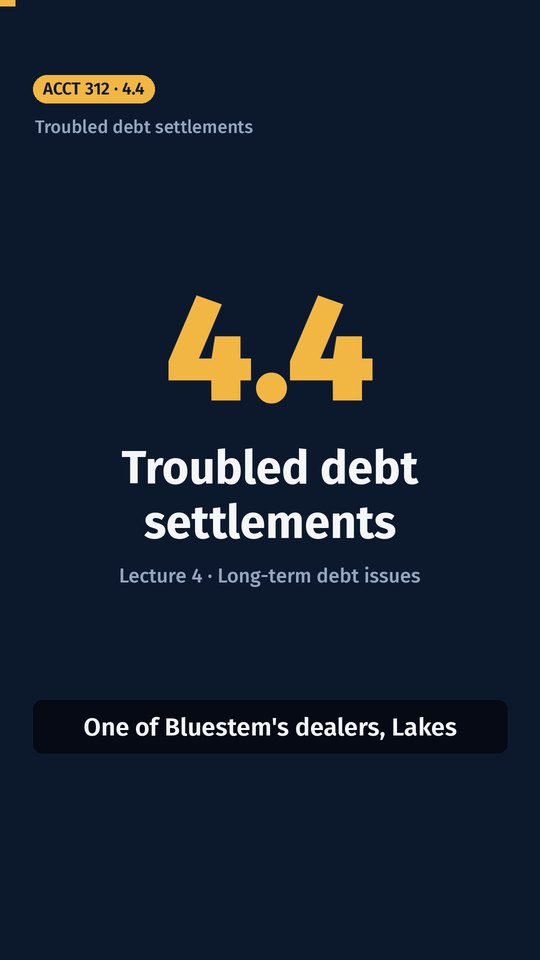 ACCT 312 · 4.4
Troubled debt settlements
4.4
Troubled debt
settlements
Lecture 4 · Long-term debt issues
One of Bluestem's dealers, Lakes